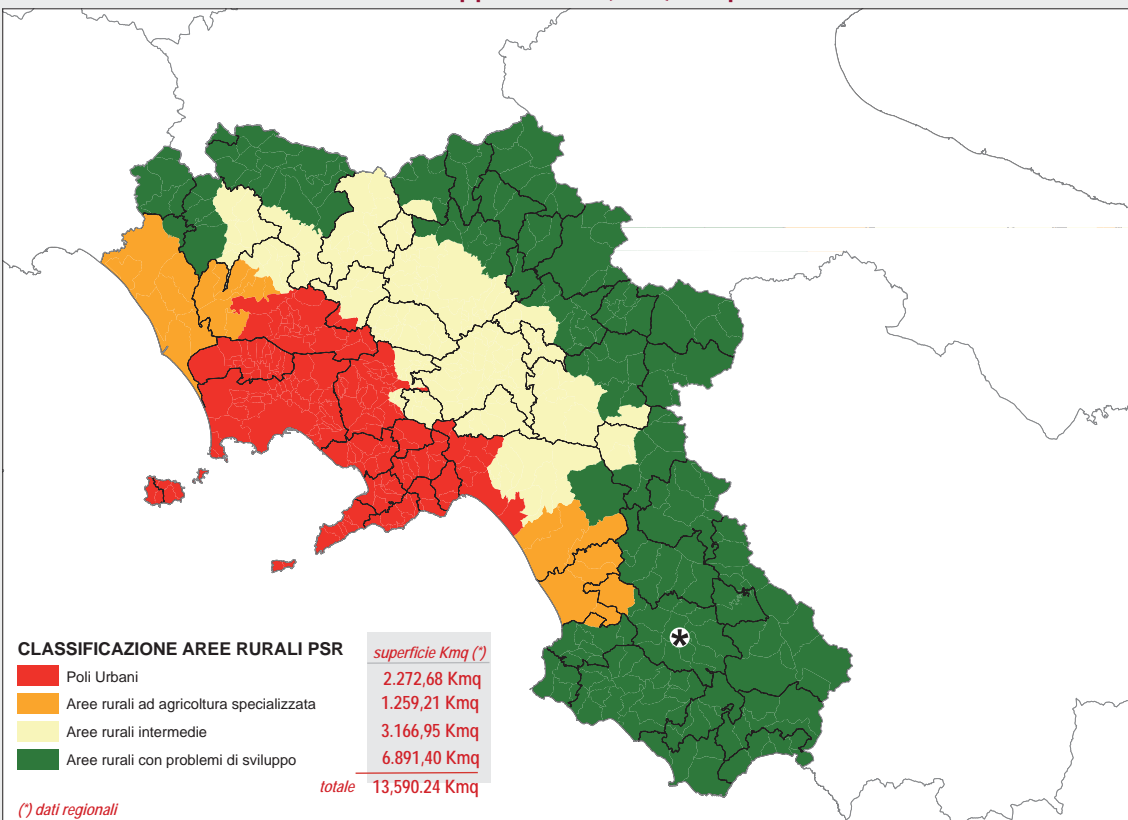 CLASSIFICAZIONE AREE RURALI PSR
superficie Kmq (*)
Poli Urbani 2.272,68 Kmq
Aree rurali ad agricoltura specializzata 1.259,21 Kmq
Aree rurali intermedie 3.166,95 Kmq
Aree rurali con problemi di sviluppo 6.891,40 Kmq
totale 13,590.24 Kmq
(*) dati regionali
*